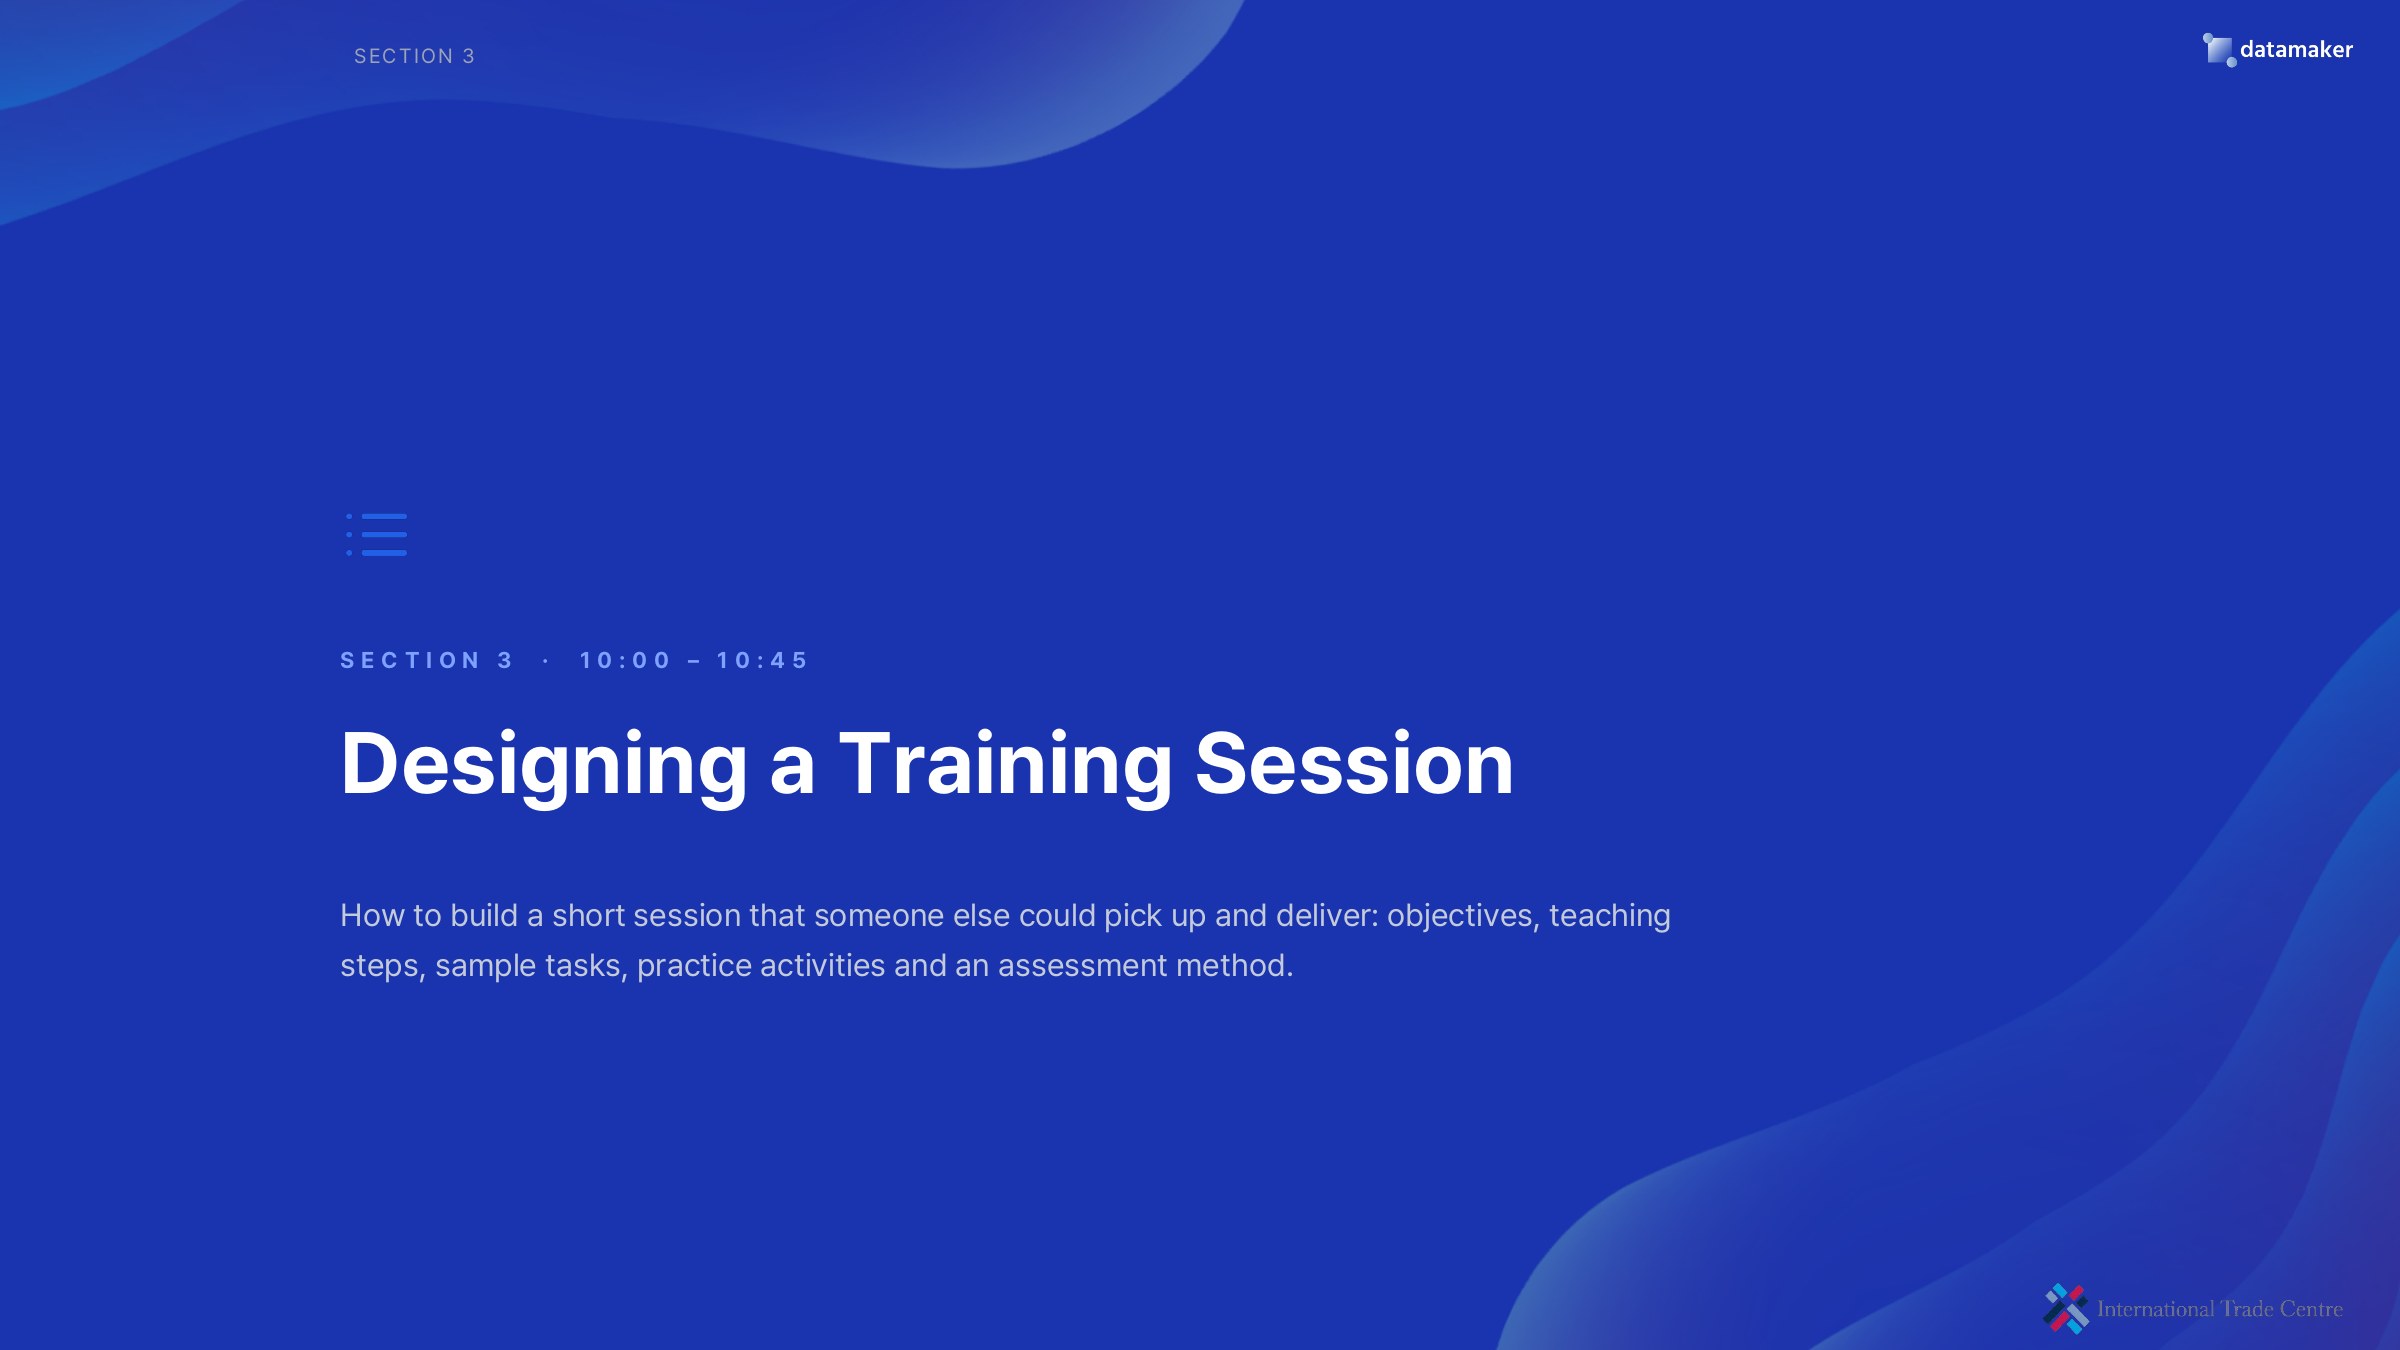 SECTION 3
datamaker
SECTION 3 · 10:00 – 10:45
Designing a Training Session
How to build a short session that someone else could pick up and deliver: objectives, teaching
steps, sample tasks, practice activities and an assessment method.
International Trade Centre